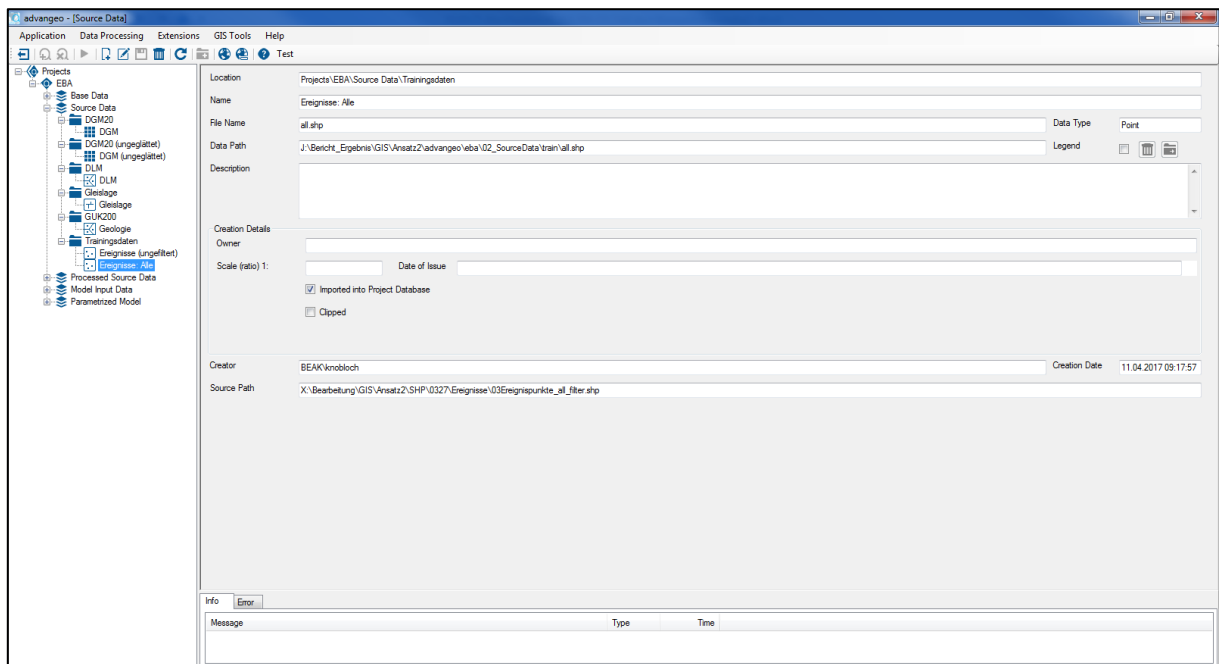 advangeo - [Source Data]
Application Data Processing Extensions GIS Tools Help
Test
Projects
EBA
Base Data
Source Data
DGM20
DGM
DGM20 (ungeglättet)
DGM (ungeglättet)
DLM
DLM
Gleislage
Gleislage
GUK200
Geologie
Trainingsdaten
Ereignisse (ungefiltert)
Ereignisse: Alle
Processed Source Data
Model Input Data
Parametrized Model
Location Projects\EBA\Source Data\Trainingsdaten
Name Ereignisse: Alle
File Name all.shp Data Type Point
Data Path J:\Bericht_Ergebnis\GIS\Ansatz2\advangeo\eba\02_SourceData\train\all.shp Legend
Description
Creation Details
Owner
Scale (ratio) 1: Date of Issue
Imported into Project Database
Clipped
Creator BEAK\knobloch Creation Date 11.04.2017 09:17:57
Source Path X:\Bearbeitung\GIS\Ansatz2\SHP\0327\Ereignisse\03Ereignispunkte_all_filter.shp
Info Error
Message Type Time